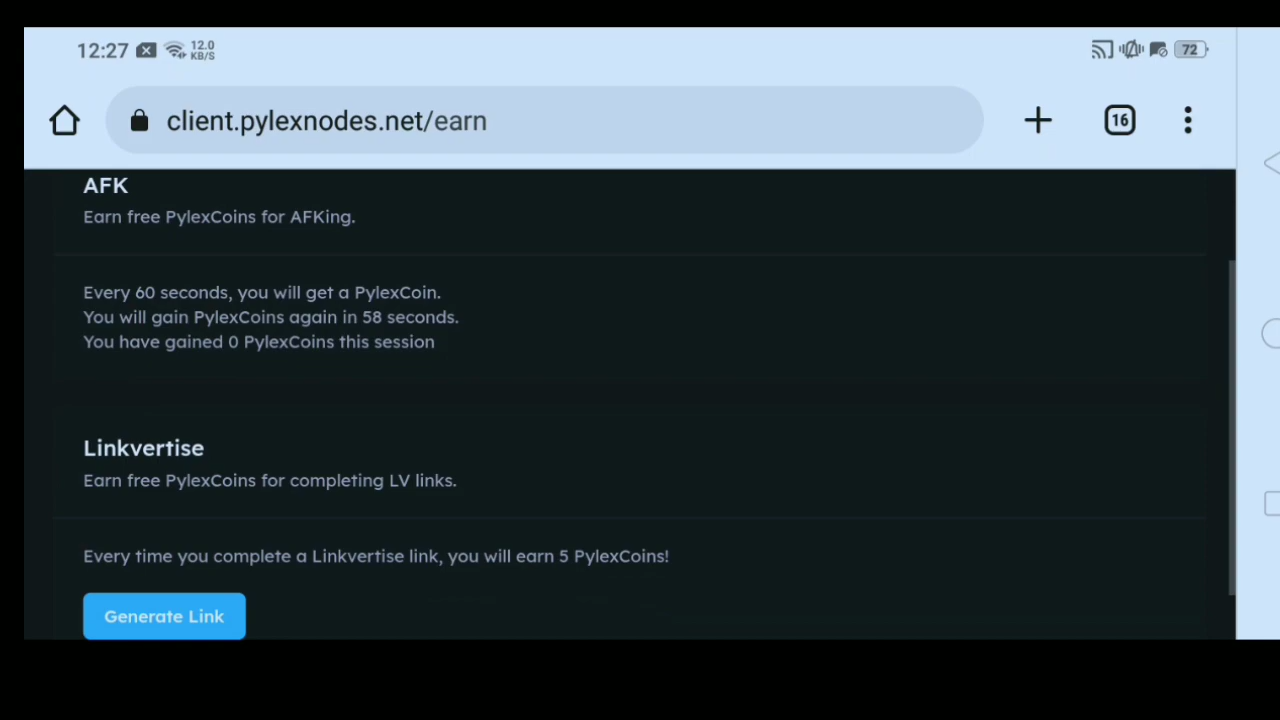 12:27 12.0 KB/S 72
client.pylexnodes.net/earn 16
AFK
Earn free PylexCoins for AFKing.
Every 60 seconds, you will get a PylexCoin.
You will gain PylexCoins again in 58 seconds.
You have gained 0 PylexCoins this session
Linkvertise
Earn free PylexCoins for completing LV links.
Every time you complete a Linkvertise link, you will earn 5 PylexCoins!
Generate Link